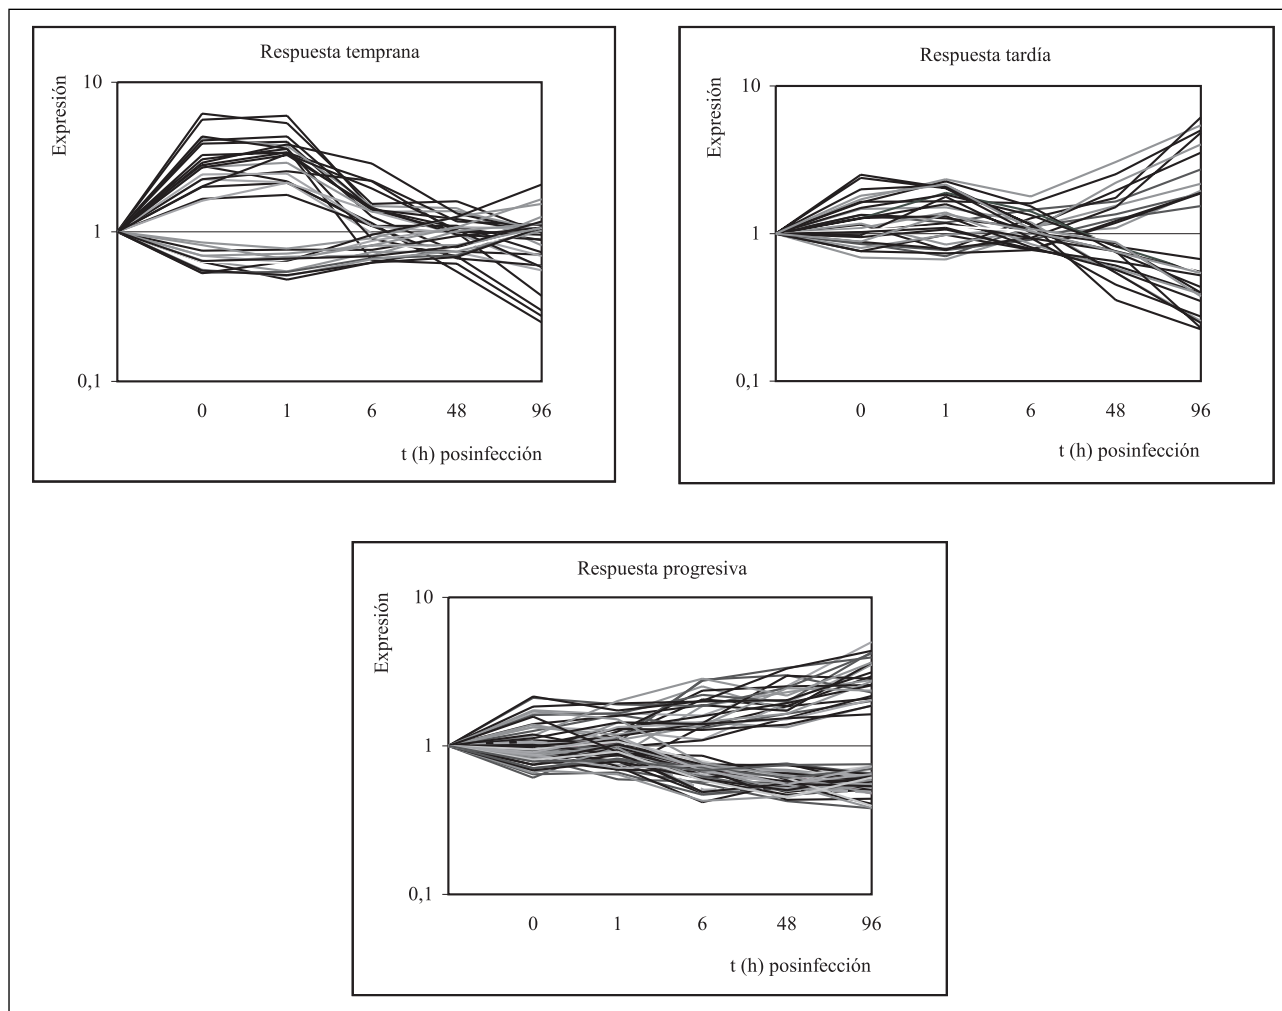 Respuesta temprana
Expresión
10
1
0,1
0 1 6 48 96
t (h) posinfección
Respuesta tardía
Expresión
10
1
0,1
0 1 6 48 96
t (h) posinfección
Respuesta progresiva
Expresión
10
1
0,1
0 1 6 48 96
t (h) posinfección